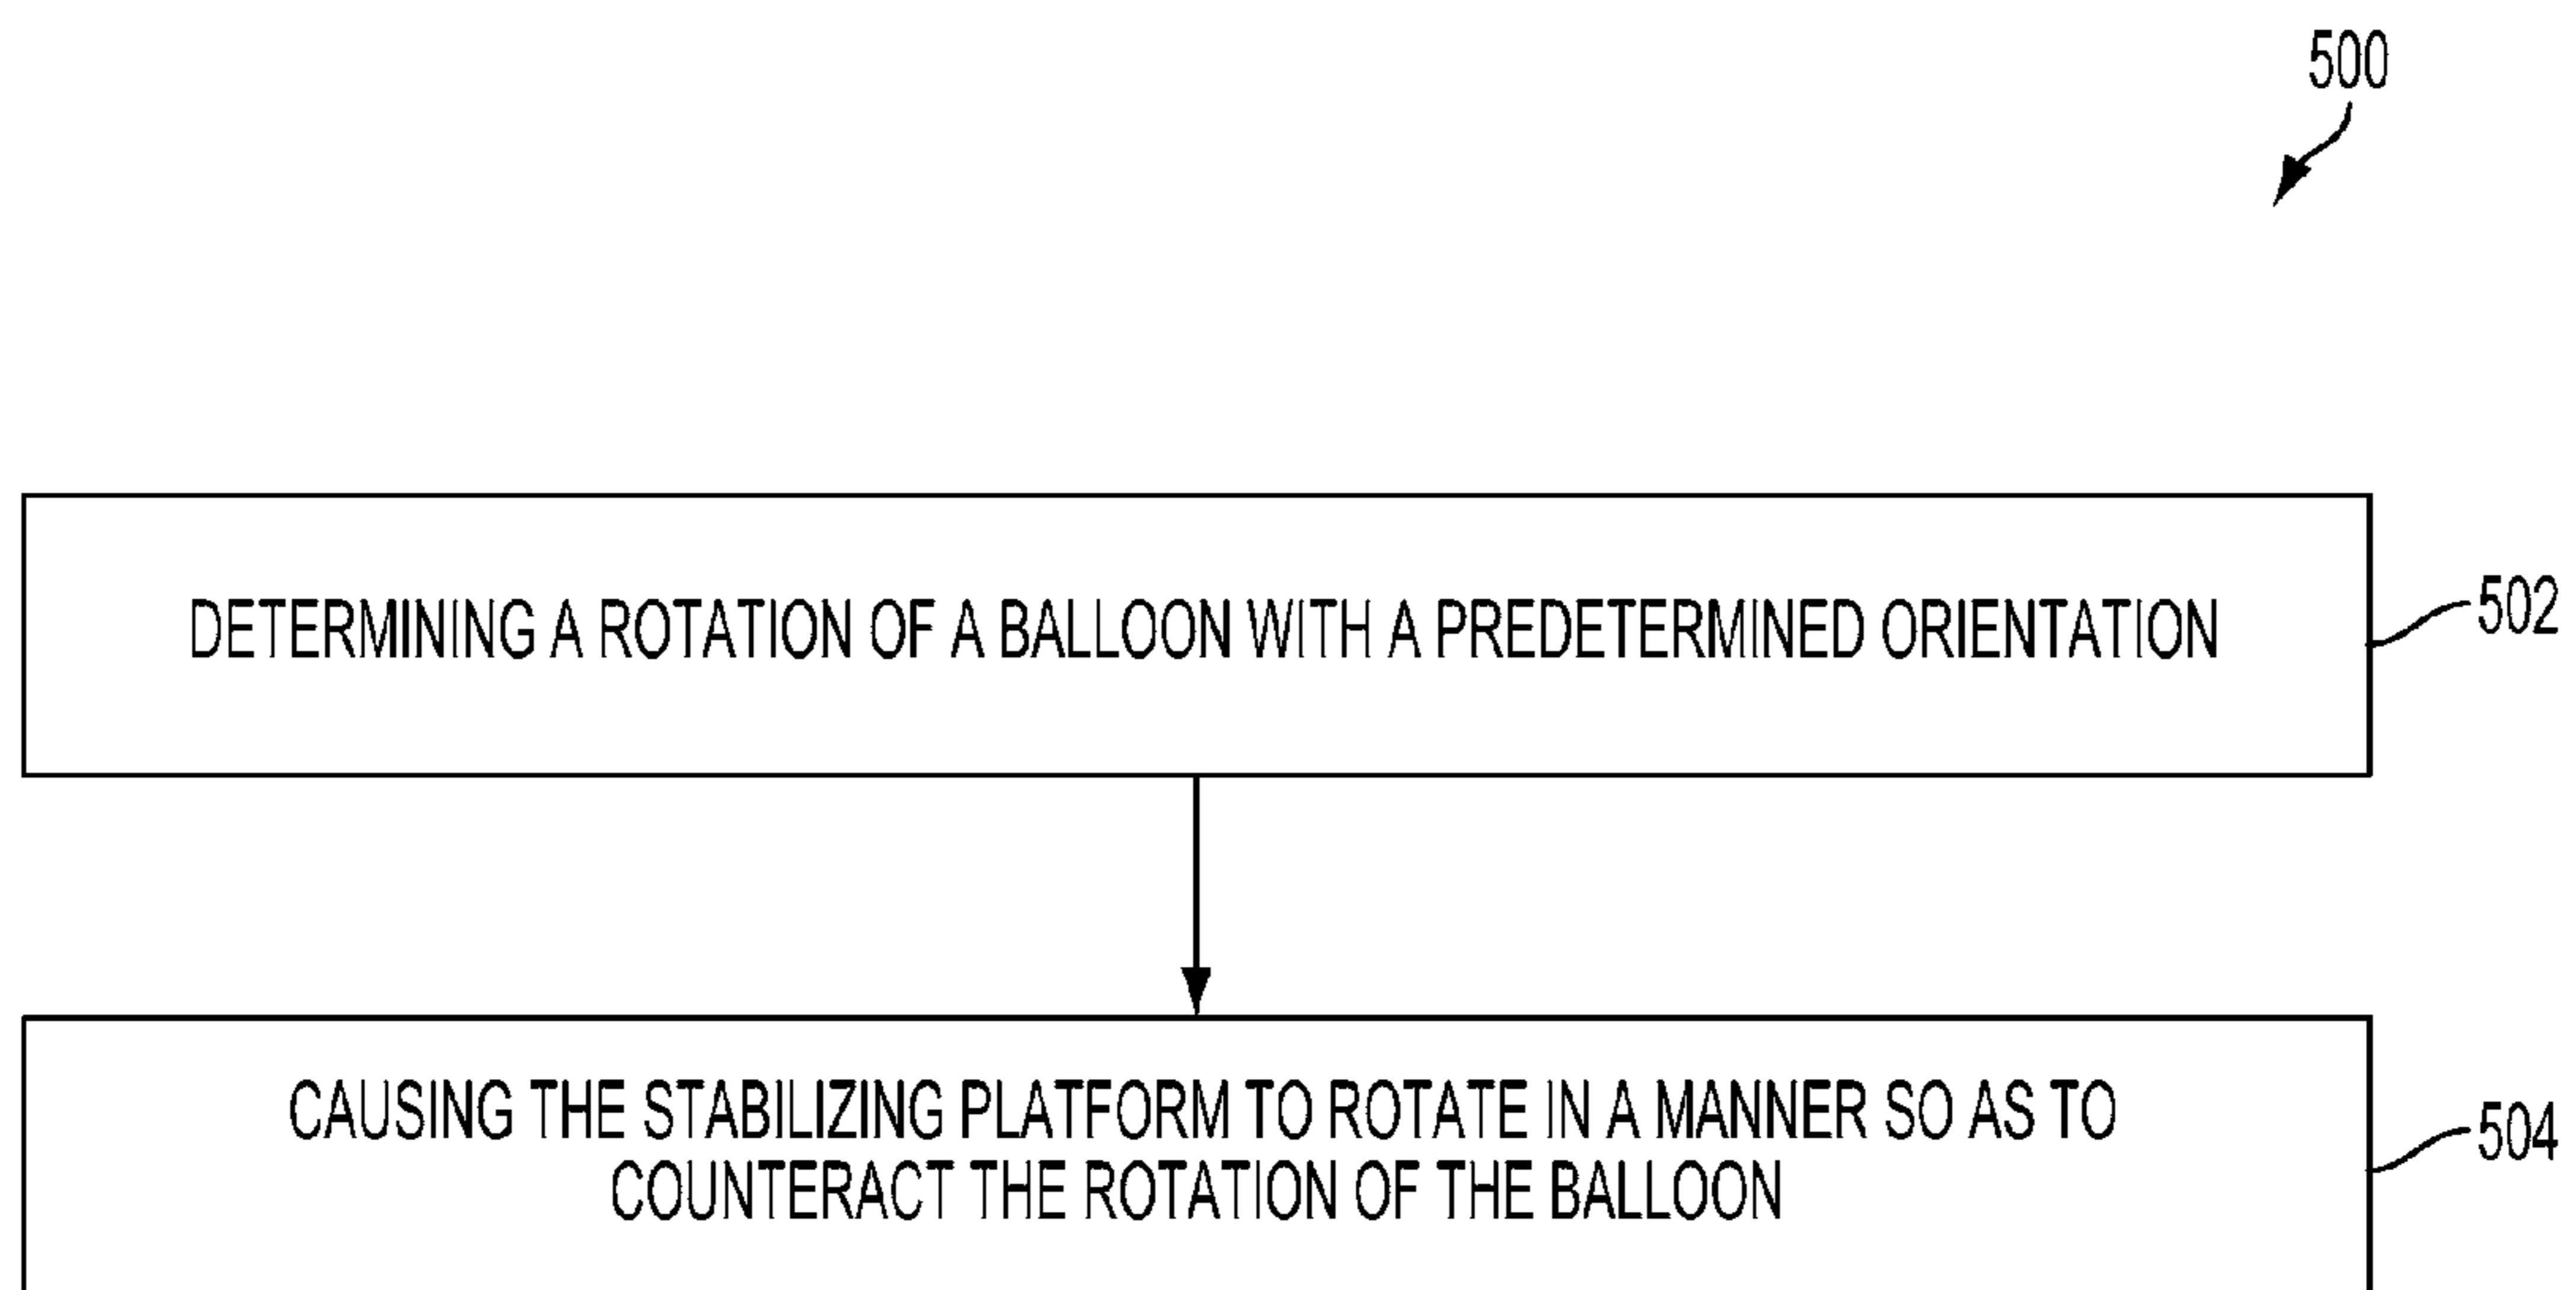 500
DETERMINING A ROTATION OF A BALLOON WITH A PREDETERMINED ORIENTATION
502
CAUSING THE STABILIZING PLATFORM TO ROTATE IN A MANNER SO AS TO
COUNTERACT THE ROTATION OF THE BALLOON
504